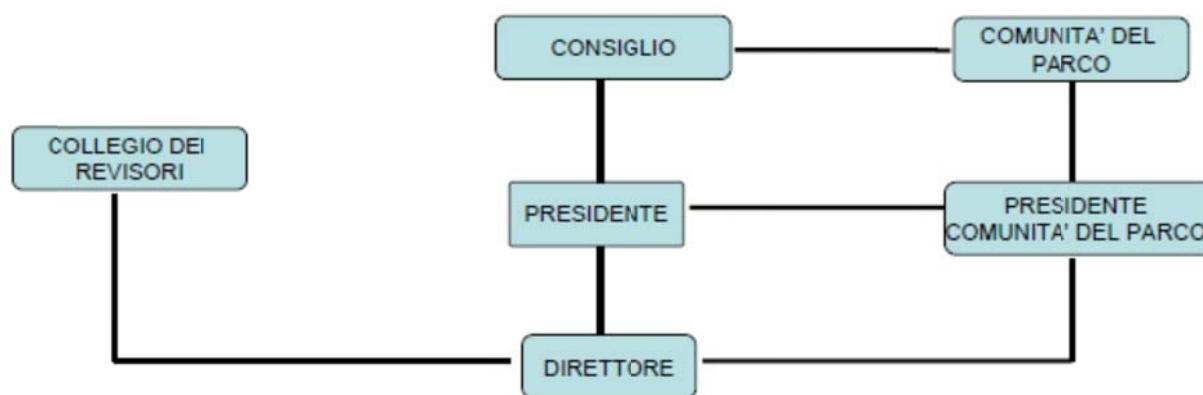 CONSIGLIO
COMUNITA' DEL
PARCO
COLLEGIO DEI
REVISORI
PRESIDENTE
PRESIDENTE
COMUNITA' DEL PARCO
DIRETTORE